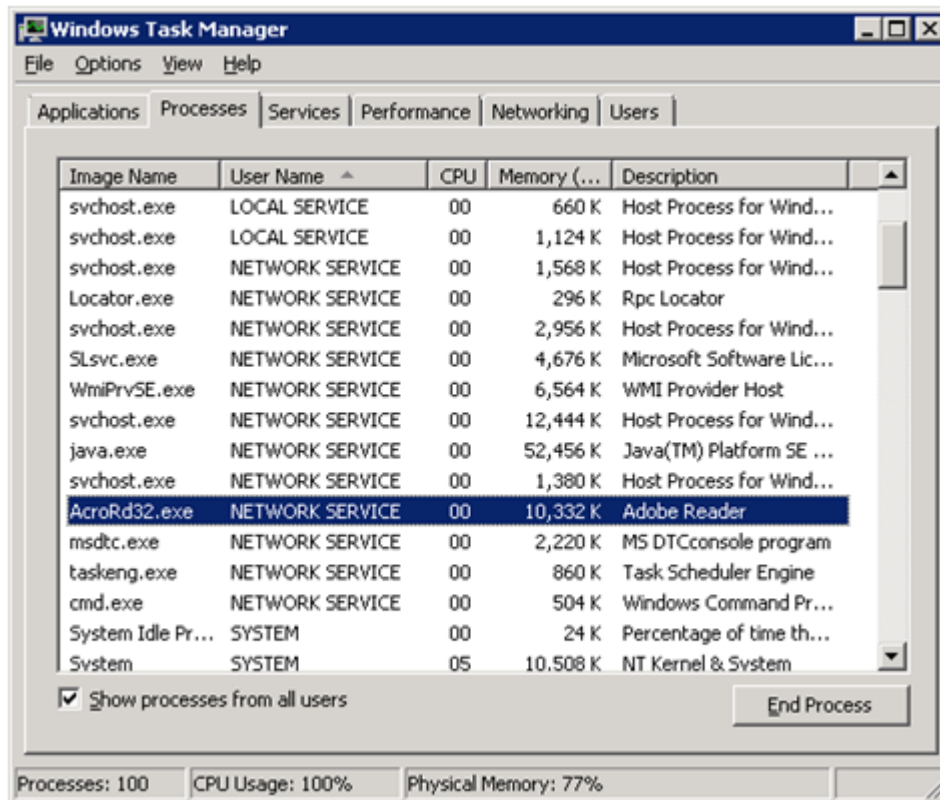 Windows Task Manager
File Options View Help
Applications Processes Services Performance Networking Users
Image Name User Name CPU Memory (... Description
svchost.exe LOCAL SERVICE 00 660 K Host Process for Wind...
svchost.exe LOCAL SERVICE 00 1,124 K Host Process for Wind...
svchost.exe NETWORK SERVICE 00 1,568 K Host Process for Wind...
Locator.exe NETWORK SERVICE 00 296 K Rpc Locator
svchost.exe NETWORK SERVICE 00 2,956 K Host Process for Wind...
SLsvc.exe NETWORK SERVICE 00 4,676 K Microsoft Software Lic...
WmiPrvSE.exe NETWORK SERVICE 00 6,564 K WMI Provider Host
svchost.exe NETWORK SERVICE 00 12,444 K Host Process for Wind...
java.exe NETWORK SERVICE 00 52,456 K Java(TM) Platform SE ...
svchost.exe NETWORK SERVICE 00 1,380 K Host Process for Wind...
AcroRd32.exe NETWORK SERVICE 00 10,332 K Adobe Reader
msdtc.exe NETWORK SERVICE 00 2,220 K MS DTCconsole program
taskeng.exe NETWORK SERVICE 00 860 K Task Scheduler Engine
cmd.exe NETWORK SERVICE 00 504 K Windows Command Pr...
System Idle Pr... SYSTEM 00 24 K Percentage of time th...
System SYSTEM 05 10,508 K NT Kernel & System
Show processes from all users
End Process
Processes: 100 CPU Usage: 100% Physical Memory: 77%